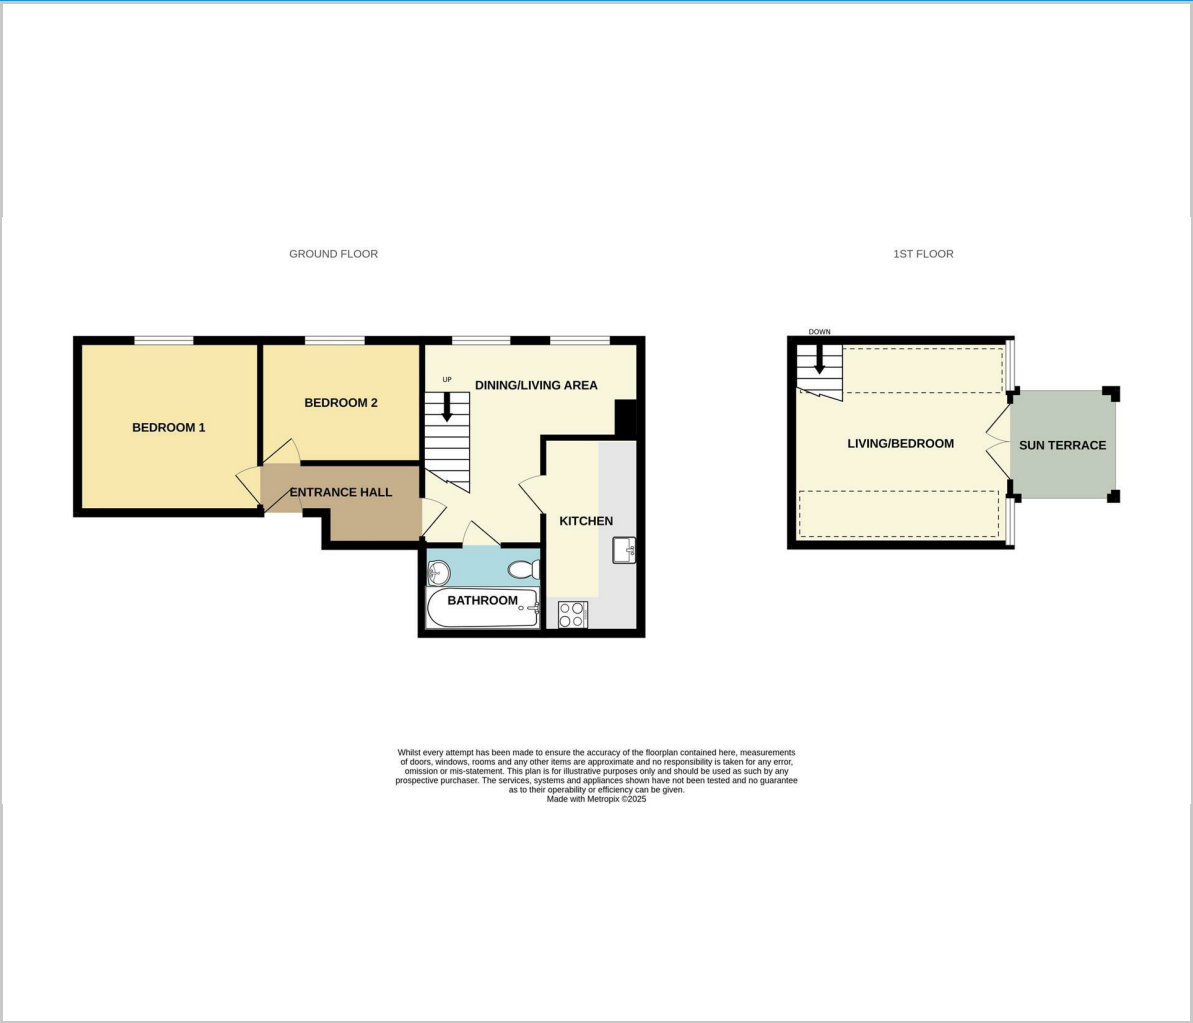 GROUND FLOOR
BEDROOM 1
BEDROOM 2
ENTRANCE HALL
UP
DINING/LIVING AREA
KITCHEN
BATHROOM
1ST FLOOR
DOWN
LIVING/BEDROOM
SUN TERRACE
Whilst every attempt has been made to ensure the accuracy of the floorplan contained here, measurements
of doors, windows, rooms and any other items are approximate and no responsibility is taken for any error,
omission or mis-statement. This plan is for illustrative purposes only and should be used as such by any
prospective purchaser. The services, systems and appliances shown have not been tested and no guarantee
as to their operability or efficiency can be given.
Made with Metropix ©2025